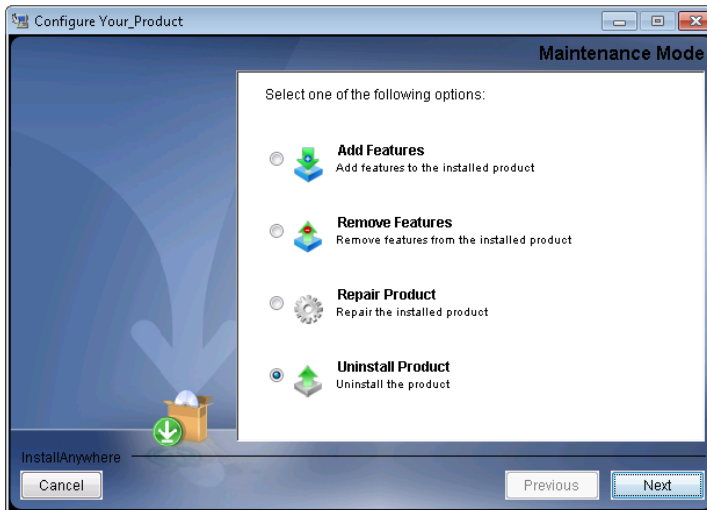 Configure Your_Product
Maintenance Mode
Select one of the following options:
Add Features
Add features to the installed product
Remove Features
Remove features from the installed product
Repair Product
Repair the installed product
Uninstall Product
Uninstall the product
InstallAnywhere
Cancel
Previous
Next